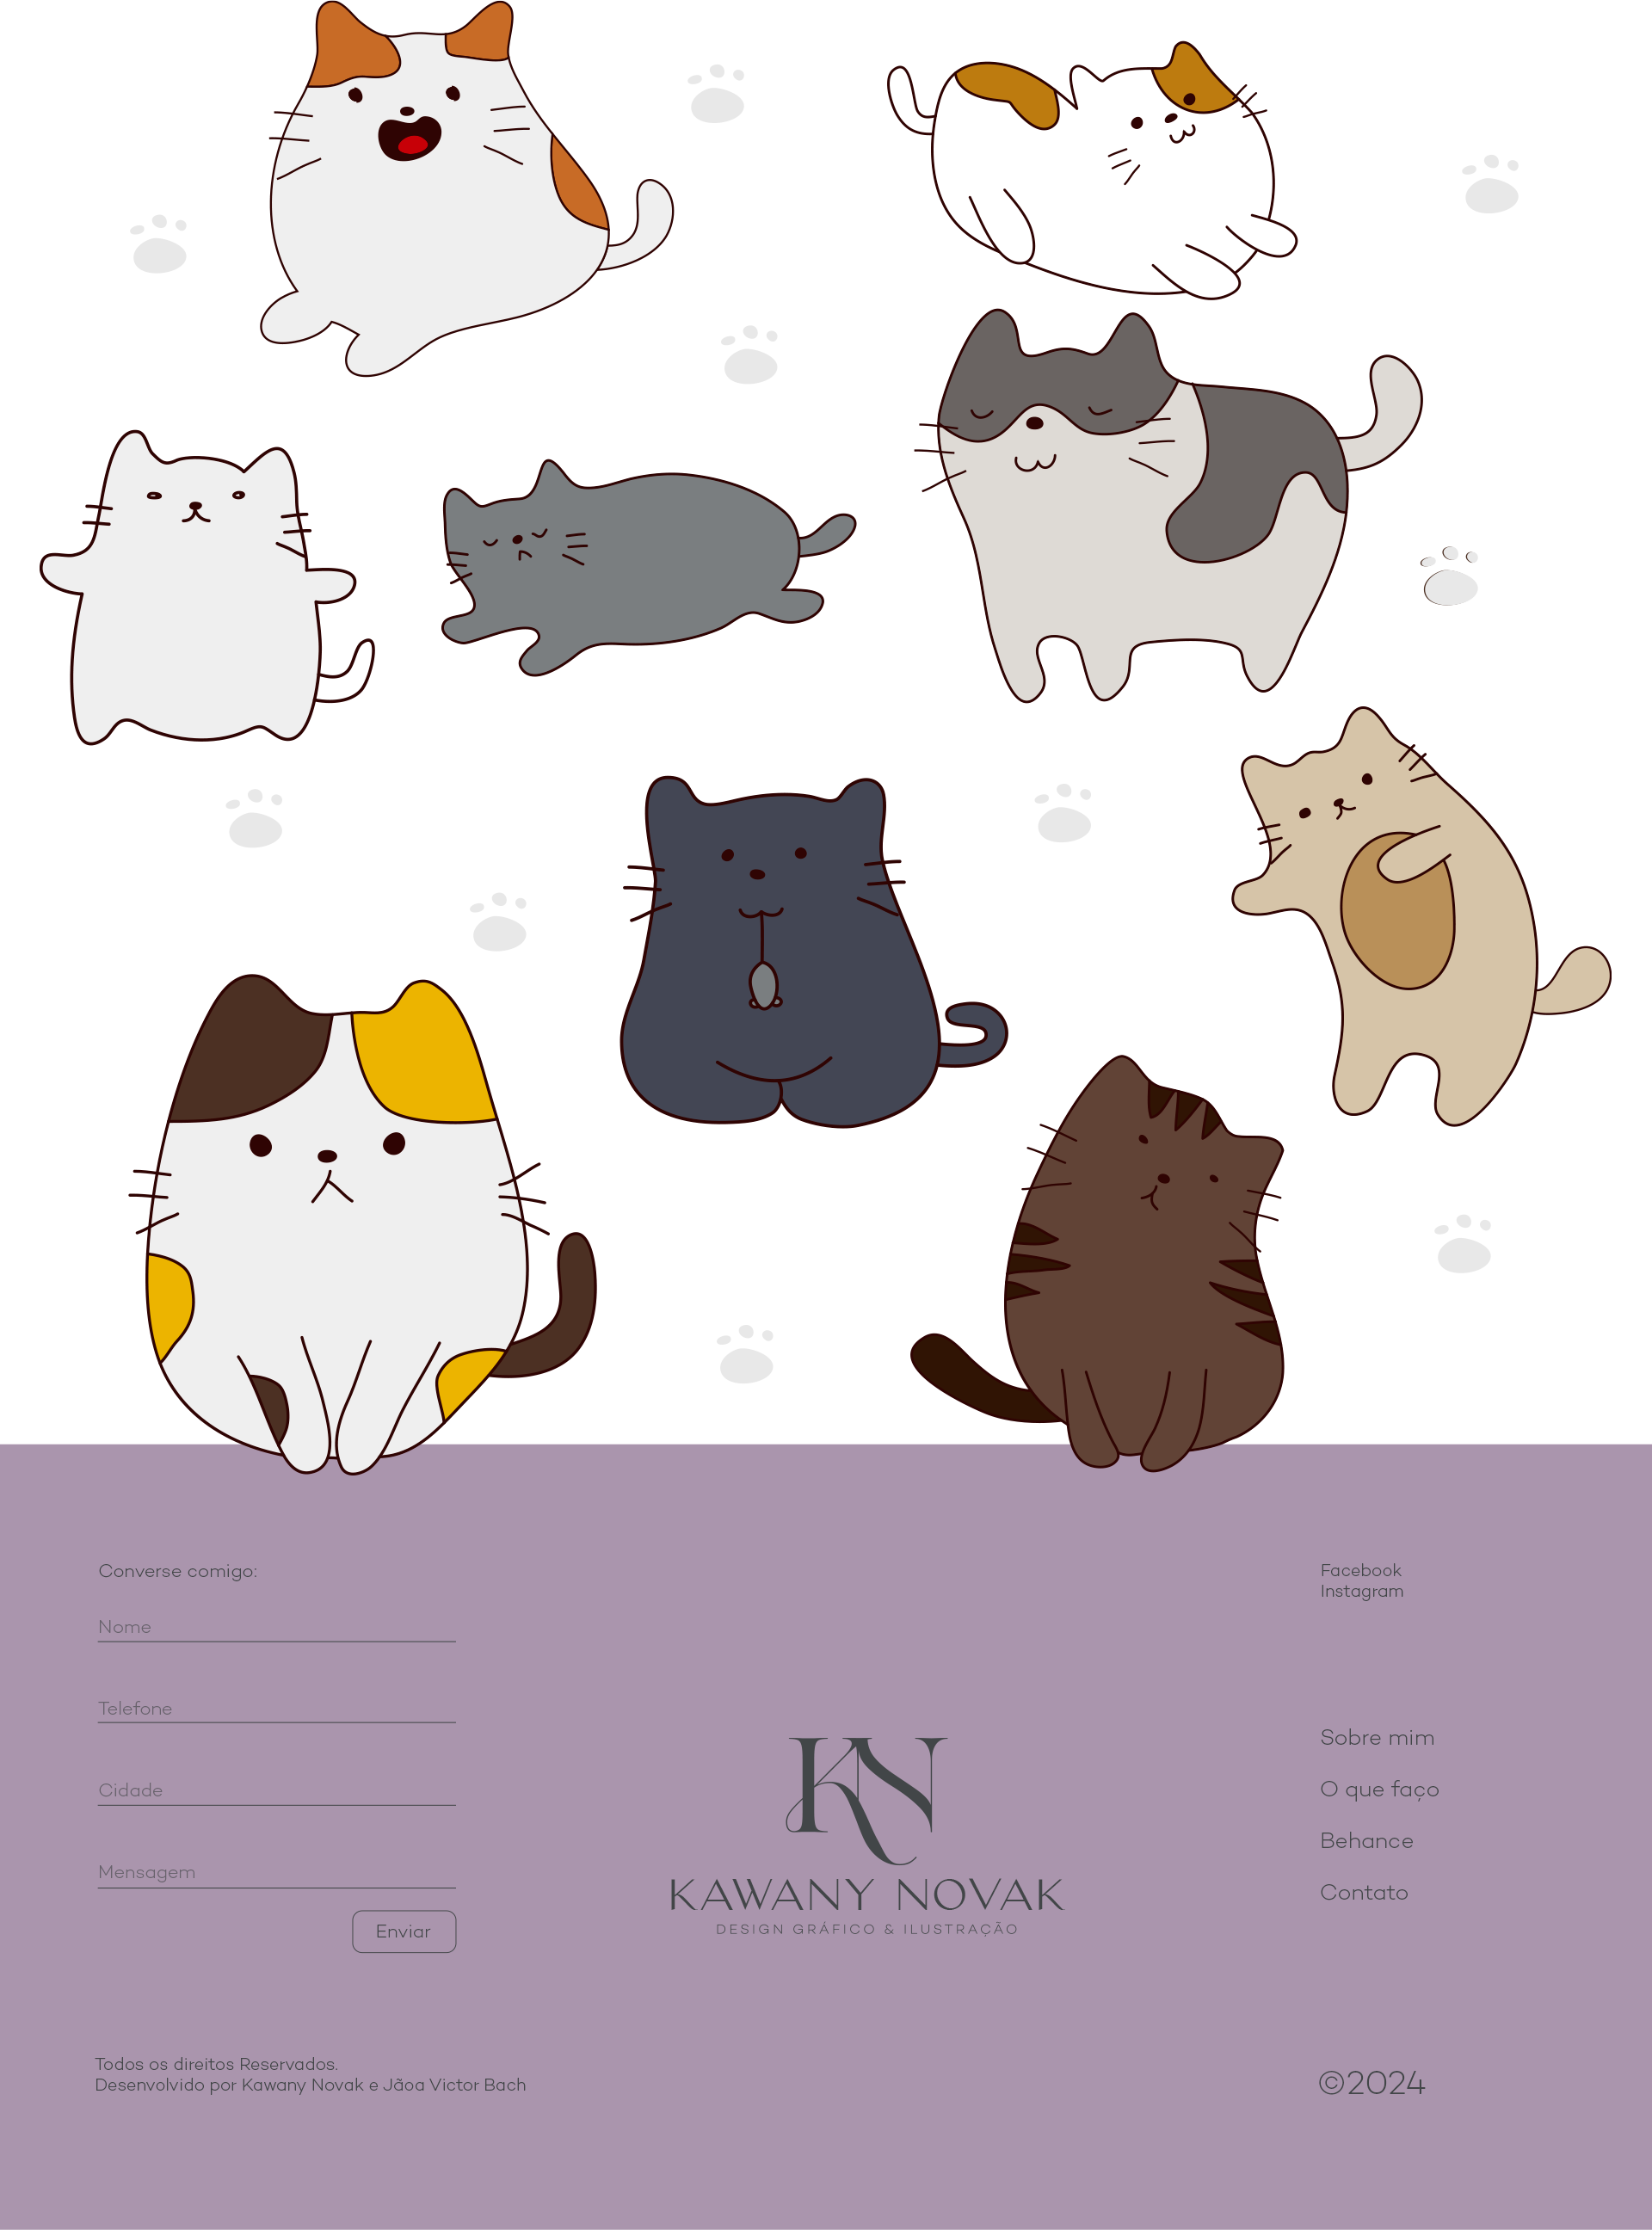 Converse comigo:
Nome
Telefone
Cidade
Mensagem
Enviar
KN
KAWANY NOVAK
DESIGN GRÁFICO & ILUSTRAÇÃO
Facebook
Instagram
Sobre mim
O que faço
Behance
Contato
Todos os direitos Reservados.
Desenvolvido por Kawany Novak e Jãoa Victor Bach
©2024